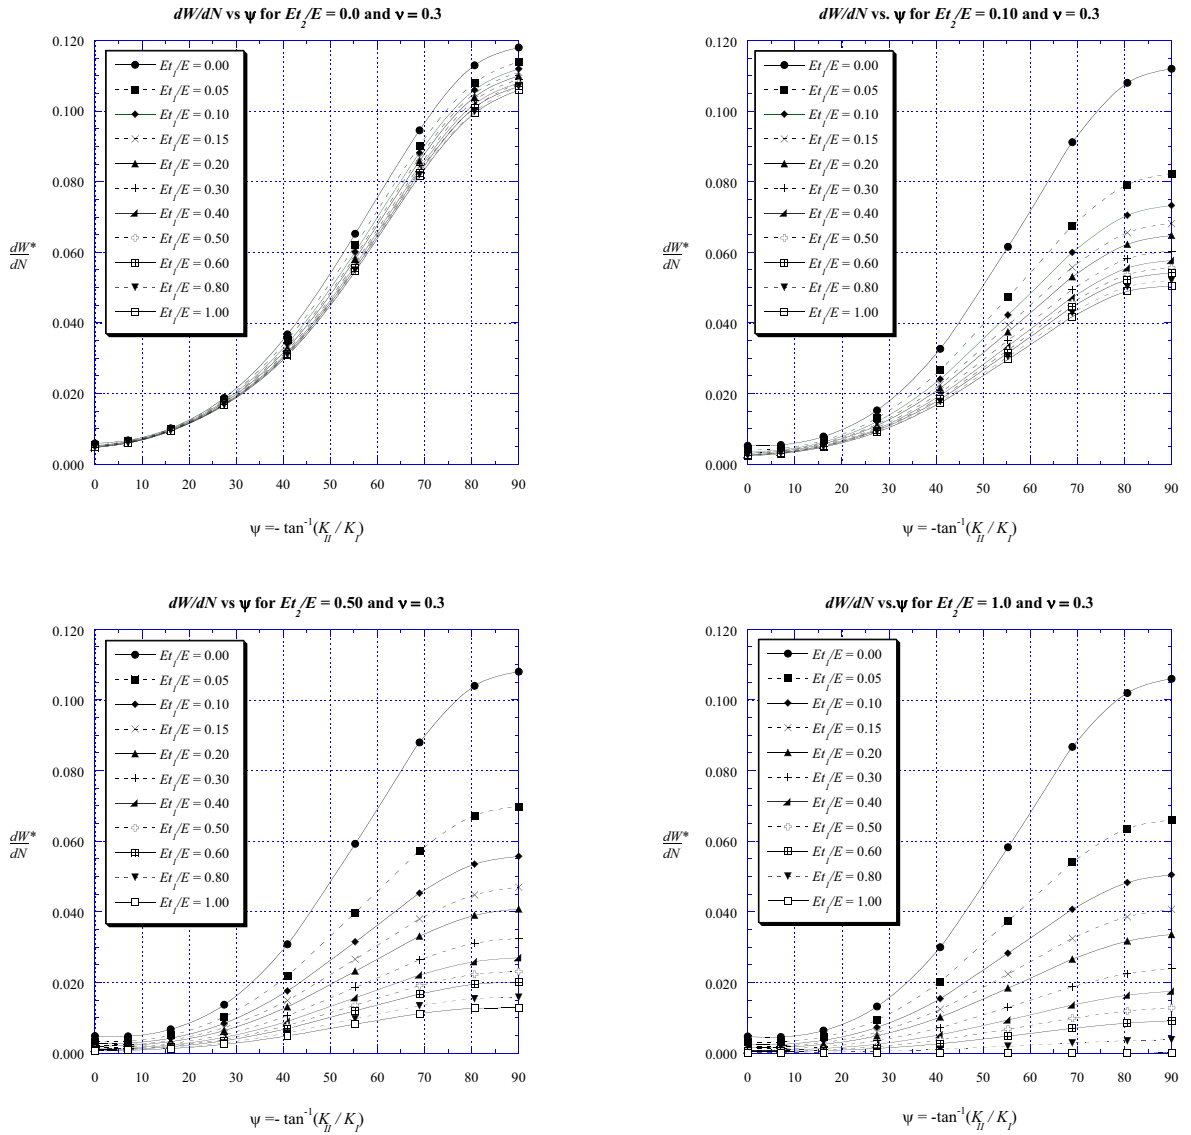 dW/dN vs ψ for Et2/E = 0.0 and ν = 0.3
0.120
0.100
0.080
0.060
0.040
0.020
0.000
dW*
dN
Et1/E = 0.00
Et1/E = 0.05
Et1/E = 0.10
Et1/E = 0.15
Et1/E = 0.20
Et1/E = 0.30
Et1/E = 0.40
Et1/E = 0.50
Et1/E = 0.60
Et1/E = 0.80
Et1/E = 1.00
0 10 20 30 40 50 60 70 80 90
ψ =- tan-1(KII / KI)
dW/dN vs. ψ for Et2/E = 0.10 and ν = 0.3
0.120
0.100
0.080
0.060
0.040
0.020
0.000
dW*
dN
Et1/E = 0.00
Et1/E = 0.05
Et1/E = 0.10
Et1/E = 0.15
Et1/E = 0.20
Et1/E = 0.30
Et1/E = 0.40
Et1/E = 0.50
Et1/E = 0.60
Et1/E = 0.80
Et1/E = 1.00
0 10 20 30 40 50 60 70 80 90
ψ = -tan-1(KII / KI)
dW/dN vs ψ for Et2/E = 0.50 and ν = 0.3
0.120
0.100
0.080
0.060
0.040
0.020
0.000
dW*
dN
Et1/E = 0.00
Et1/E = 0.05
Et1/E = 0.10
Et1/E = 0.15
Et1/E = 0.20
Et1/E = 0.30
Et1/E = 0.40
Et1/E = 0.50
Et1/E = 0.60
Et1/E = 0.80
Et1/E = 1.00
0 10 20 30 40 50 60 70 80 90
ψ =- tan-1(KII / KI)
dW/dN vs.ψ for Et2/E = 1.0 and ν = 0.3
0.120
0.100
0.080
0.060
0.040
0.020
0.000
dW*
dN
Et1/E = 0.00
Et1/E = 0.05
Et1/E = 0.10
Et1/E = 0.15
Et1/E = 0.20
Et1/E = 0.30
Et1/E = 0.40
Et1/E = 0.50
Et1/E = 0.60
Et1/E = 0.80
Et1/E = 1.00
0 10 20 30 40 50 60 70 80 90
ψ = -tan-1(KII / KI)